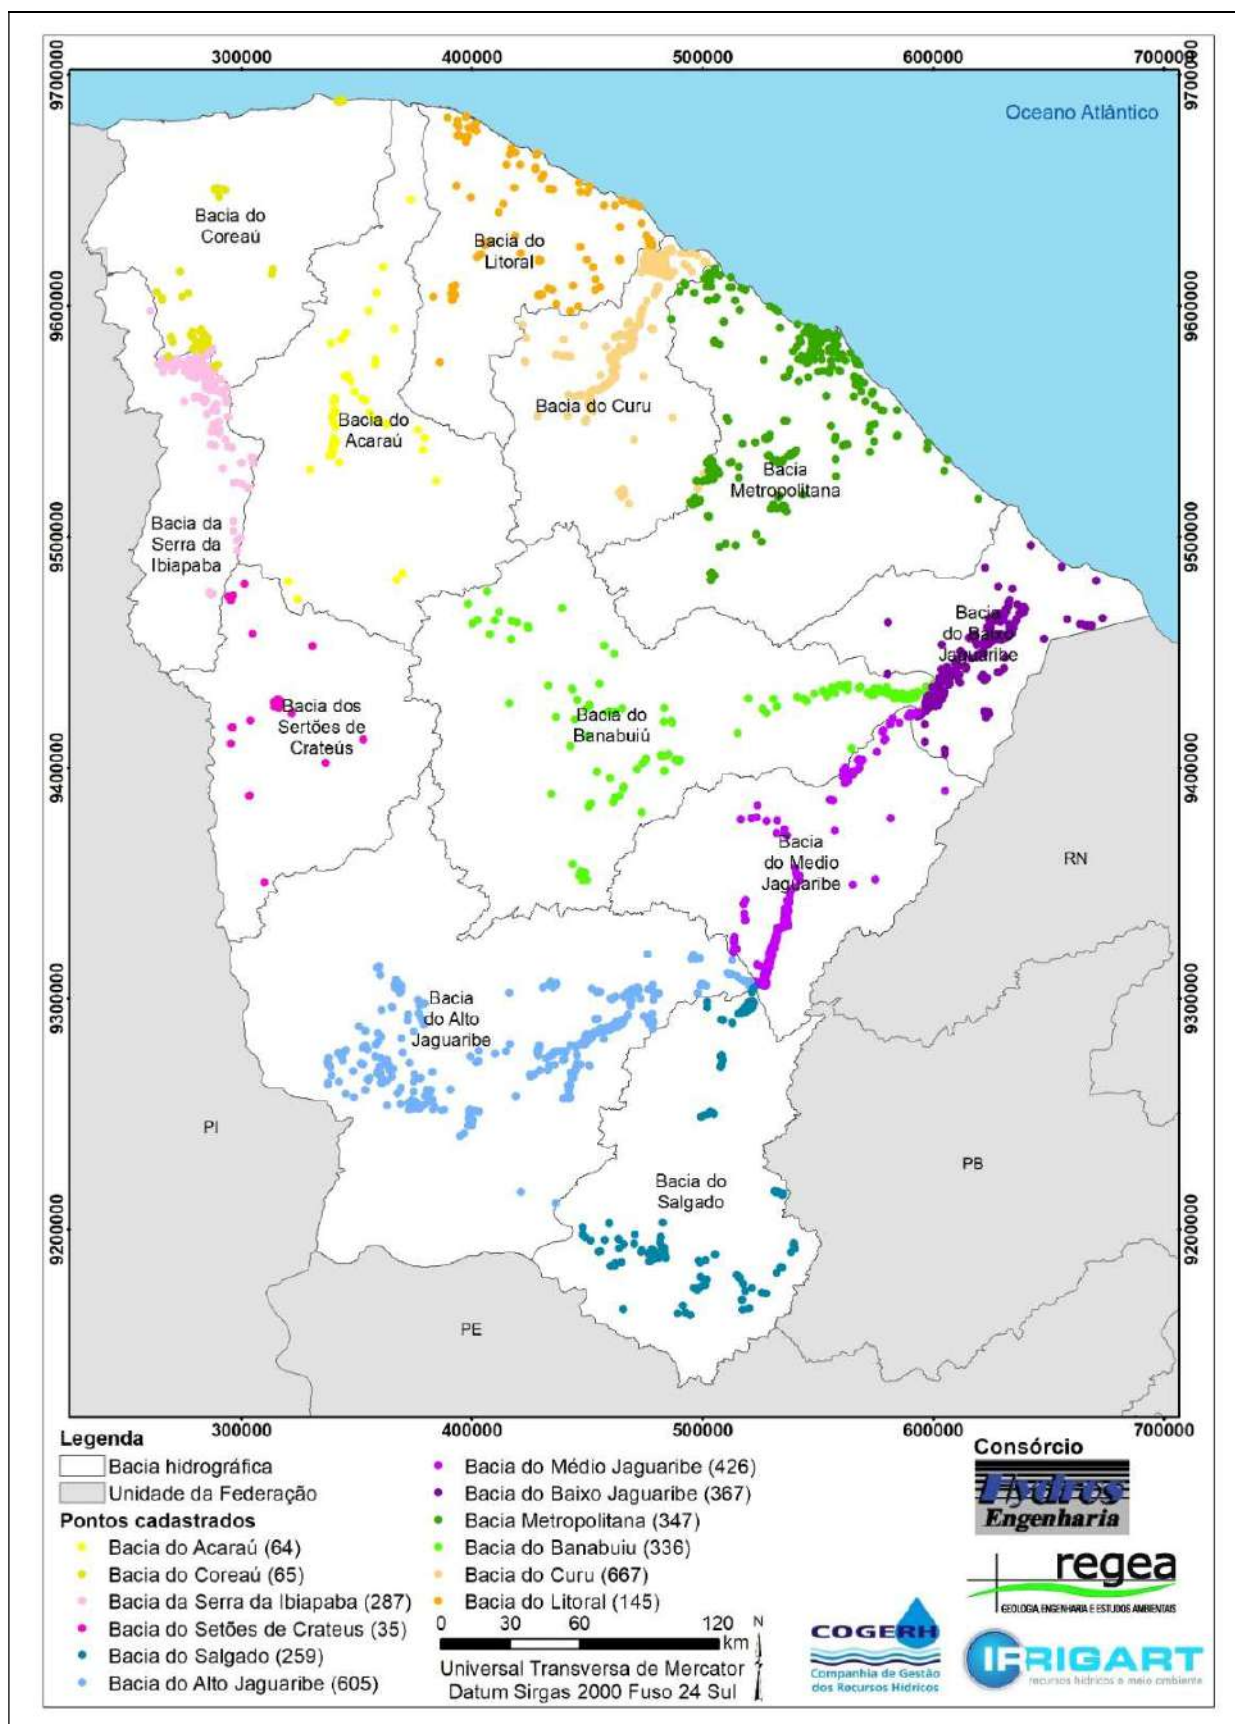 300000 400000 500000 600000 700000
9700000 9700000
Oceano Atlântico
Bacia do
Coreaú
Bacia do
Litoral
9600000 9600000
Bacia do Curu
Bacia do
Acaraú
Bacia
Metropolitana
9500000 9500000
Bacia da
Serra da
Ibiapaba
Bacia
do Baixo
Jaguaribe
Bacia dos
Sertões de
Crateús
Bacia do
Banabuiú
9400000 9400000
Bacia
do Medio
Jaguaribe
RN
9300000 9300000
Bacia
do Alto
Jaguaribe
PI
PB
Bacia do
Salgado
9200000 9200000
PE
300000 400000 500000 600000 700000
Legenda
Bacia hidrográfica
Unidade da Federação
Pontos cadastrados
Bacia do Acaraú (64)
Bacia do Coreaú (65)
Bacia da Serra da Ibiapaba (287)
Bacia do Setões de Crateus (35)
Bacia do Salgado (259)
Bacia do Alto Jaguaribe (605)
Bacia do Médio Jaguaribe (426)
Bacia do Baixo Jaguaribe (367)
Bacia Metropolitana (347)
Bacia do Banabuiu (336)
Bacia do Curu (667)
Bacia do Litoral (145)
0 30 60 120
km
N
Universal Transversa de Mercator
Datum Sirgas 2000 Fuso 24 Sul
Consórcio
Hydros
Engenharia
regea
GEOLOGIA, ENGENHARIA E ESTUDOS AMBIENTAIS
COGERH
Companhia de Gestão
dos Recursos Hídricos
IFRIGART
recursos hídricos e meio ambiente